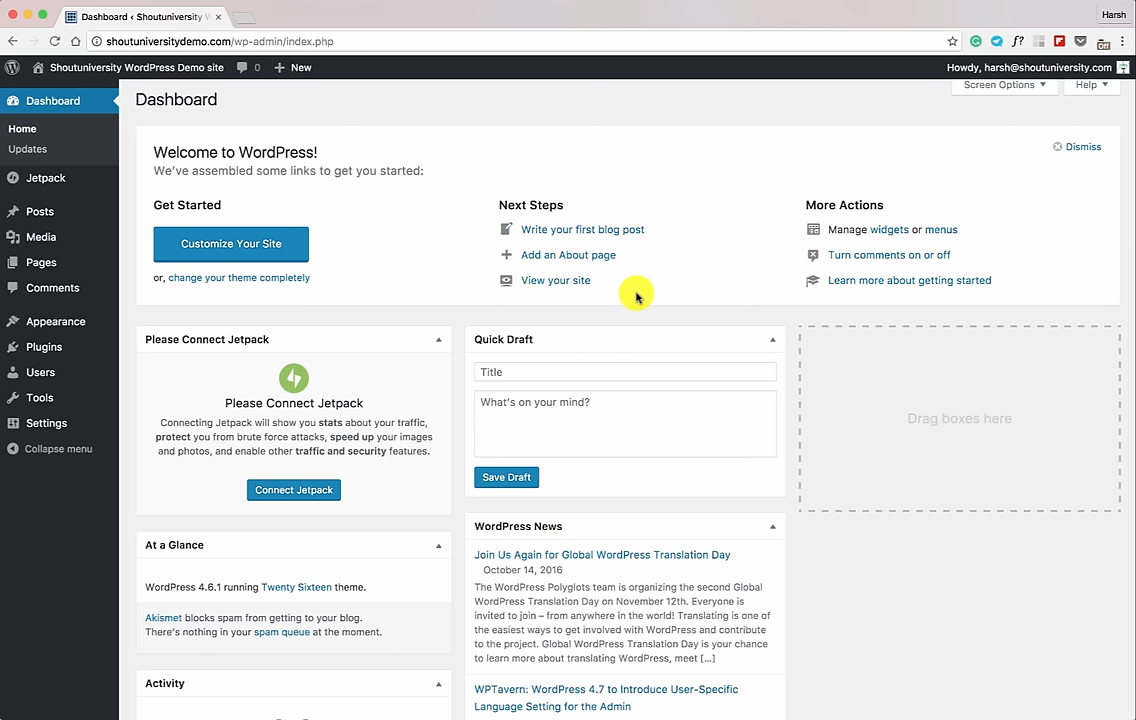 Dashboard ‹ Shoutuniversity W
Harsh
shoutuniversitydemo.com/wp-admin/index.php
f?
Off
Shoutuniversity WordPress Demo site
0
New
Howdy, harsh@shoutuniversity.com
Dashboard
Home
Updates
Jetpack
Posts
Media
Pages
Comments
Appearance
Plugins
Users
Tools
Settings
Collapse menu
Dashboard
Screen Options
Help
Welcome to WordPress!
We've assembled some links to get you started:
Dismiss
Get Started
Customize Your Site
or, change your theme completely
Next Steps
Write your first blog post
Add an About page
View your site
More Actions
Manage widgets or menus
Turn comments on or off
Learn more about getting started
Please Connect Jetpack
Please Connect Jetpack
Connecting Jetpack will show you stats about your traffic,
protect you from brute force attacks, speed up your images
and photos, and enable other traffic and security features.
Connect Jetpack
At a Glance
WordPress 4.6.1 running Twenty Sixteen theme.
Akismet blocks spam from getting to your blog.
There's nothing in your spam queue at the moment.
Activity
Quick Draft
Title
What's on your mind?
Save Draft
WordPress News
Join Us Again for Global WordPress Translation Day
October 14, 2016
The WordPress Polyglots team is organizing the second Global
WordPress Translation Day on November 12th. Everyone is
invited to join – from anywhere in the world! Translating is one of
the easiest ways to get involved with WordPress and contribute
to the project. Global WordPress Translation Day is your chance
to learn more about translating WordPress, meet […]
WPTavern: WordPress 4.7 to Introduce User-Specific
Language Setting for the Admin
Drag boxes here